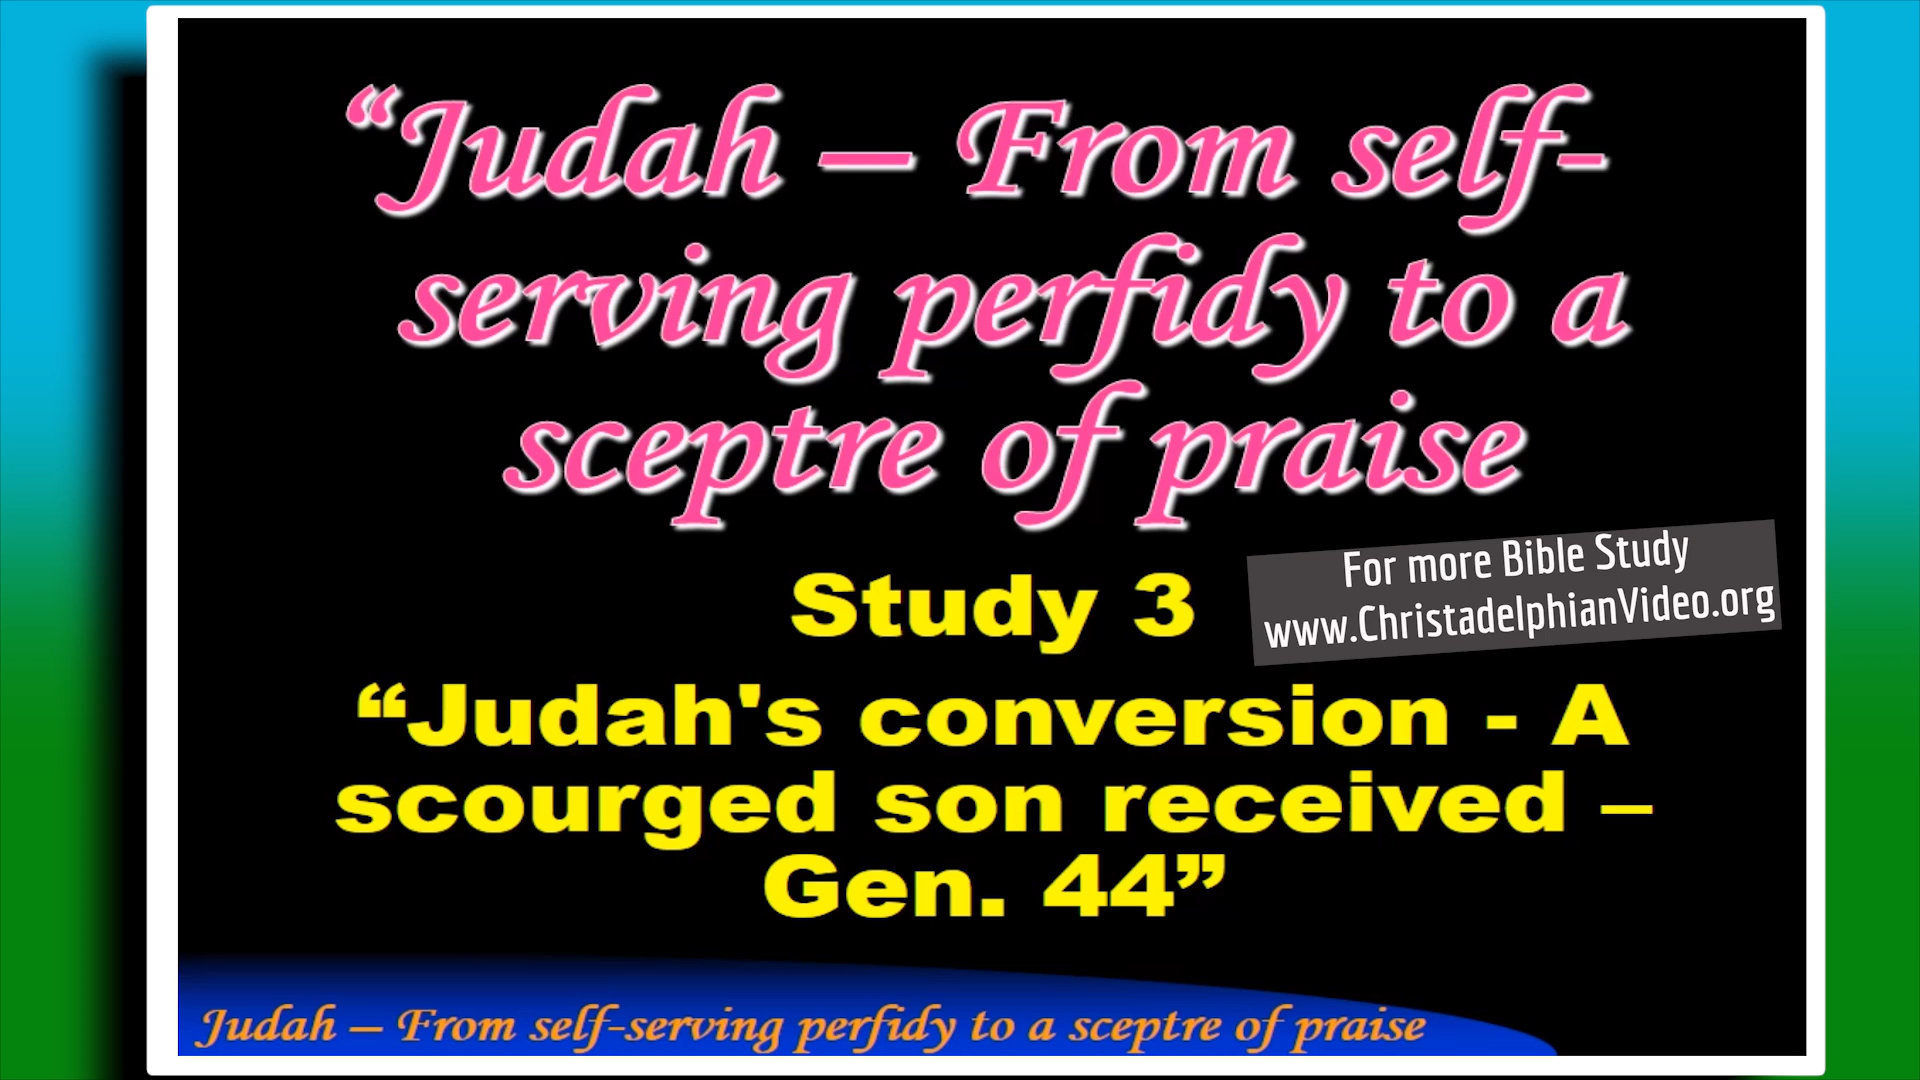 “Judah – From self-
serving perfidy to a
sceptre of praise
Study 3
For more Bible Study
www.ChristadelphianVideo.org
“Judah's conversion - A
scourged son received –
Gen. 44”
Judah – From self-serving perfidy to a sceptre of praise